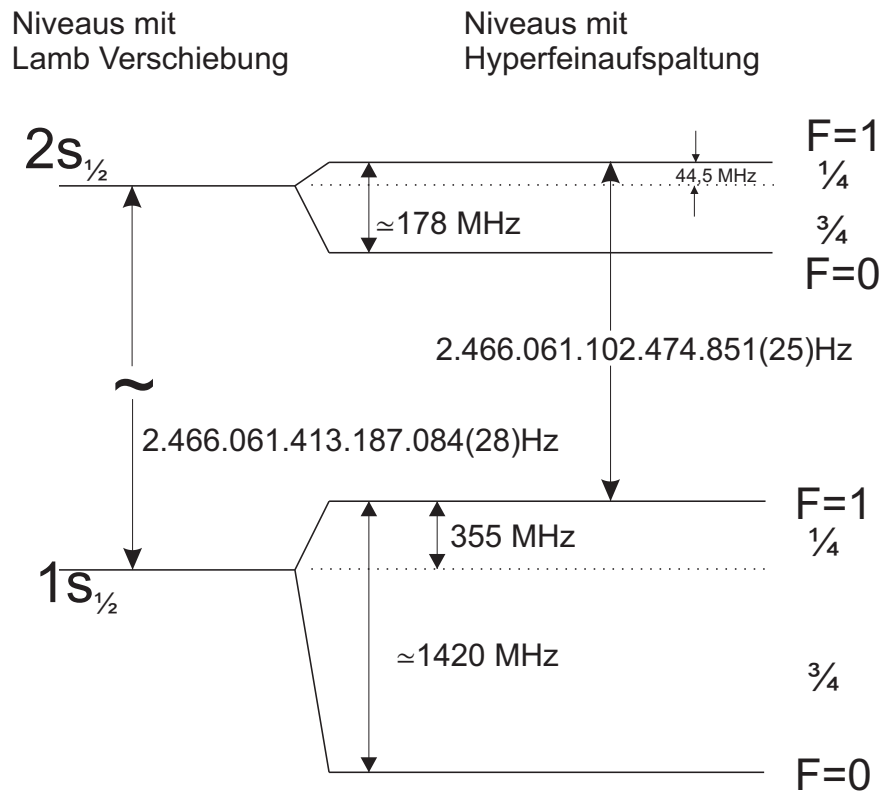 Niveaus mit
Lamb Verschiebung
Niveaus mit
Hyperfeinaufspaltung
2s½
F=1
44,5 MHz
¼
≃178 MHz
¾
F=0
2.466.061.102.474.851(25)Hz
~
2.466.061.413.187.084(28)Hz
F=1
355 MHz
¼
1s½
≃1420 MHz
¾
F=0